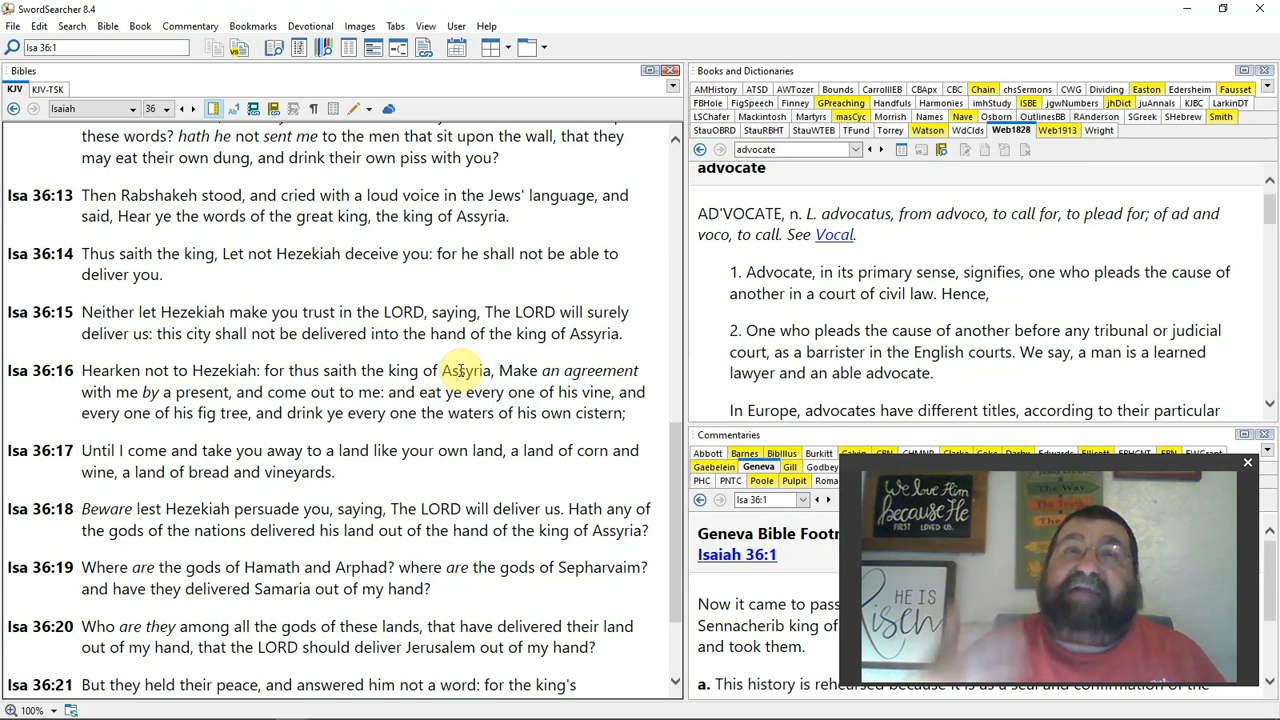 SwordSearcher 8.4
File Edit Search Bible Book Commentary Bookmarks Devotional Images Tabs View User Help
Isa 36:1
Bibles
KJV KJV-TSK
Isaiah 36
these words? hath he not sent me to the men that sit upon the wall, that they
may eat their own dung, and drink their own piss with you?
Isa 36:13 Then Rabshakeh stood, and cried with a loud voice in the Jews' language, and
said, Hear ye the words of the great king, the king of Assyria.
Isa 36:14 Thus saith the king, Let not Hezekiah deceive you: for he shall not be able to
deliver you.
Isa 36:15 Neither let Hezekiah make you trust in the LORD, saying, The LORD will surely
deliver us: this city shall not be delivered into the hand of the king of Assyria.
Isa 36:16 Hearken not to Hezekiah: for thus saith the king of Assyria, Make an agreement
with me by a present, and come out to me: and eat ye every one of his vine, and
every one of his fig tree, and drink ye every one the waters of his own cistern;
Isa 36:17 Until I come and take you away to a land like your own land, a land of corn and
wine, a land of bread and vineyards.
Isa 36:18 Beware lest Hezekiah persuade you, saying, The LORD will deliver us. Hath any of
the gods of the nations delivered his land out of the hand of the king of Assyria?
Isa 36:19 Where are the gods of Hamath and Arphad? where are the gods of Sepharvaim?
and have they delivered Samaria out of my hand?
Isa 36:20 Who are they among all the gods of these lands, that have delivered their land
out of my hand, that the LORD should deliver Jerusalem out of my hand?
Isa 36:21 But they held their peace, and answered him not a word: for the king's
100%
Books and Dictionaries
AMHistory ATSD AWTozer Bounds CarrollIEB CBApx CBC Chain chsSermons CWG Dividing Easton Edersheim Fausset
FBHole FigSpeech Finney GPreaching Handfuls Harmonies imhStudy ISBE jgwNumbers jhDict juAnnals KJBC LarkinDT
LSChafer Mackintosh Martyrs masCyc Morrish Names Nave Osborn OutlinesBB RAnderson SGreek SHebrew Smith
StauOBRD StauRBHT StauWTEB TFund Torrey Watson WdClds Web1828 Web1913 Wright
advocate
advocate
AD'VOCATE, n. L. advocatus, from advoco, to call for, to plead for; of ad and
voco, to call. See Vocal.
1. Advocate, in its primary sense, signifies, one who pleads the cause of
another in a court of civil law. Hence,
2. One who pleads the cause of another before any tribunal or judicial
court, as a barrister in the English courts. We say, a man is a learned
lawyer and an able advocate.
In Europe, advocates have different titles, according to their particular
Commentaries
Abbott Barnes BibIllus Burkitt
Gaebelein Geneva Gill Godbey
PHC PNTC Poole Pulpit Roma
Isa 36:1
Geneva Bible Footn
Isaiah 36:1
Now it came to pass
Sennacherib king of
and took them.
a. This history is rehearsed because it is as a seal and confirmation of the
We love Him
because He
FIRST LOVED US.
The Way
The Truth
HE IS
Risen